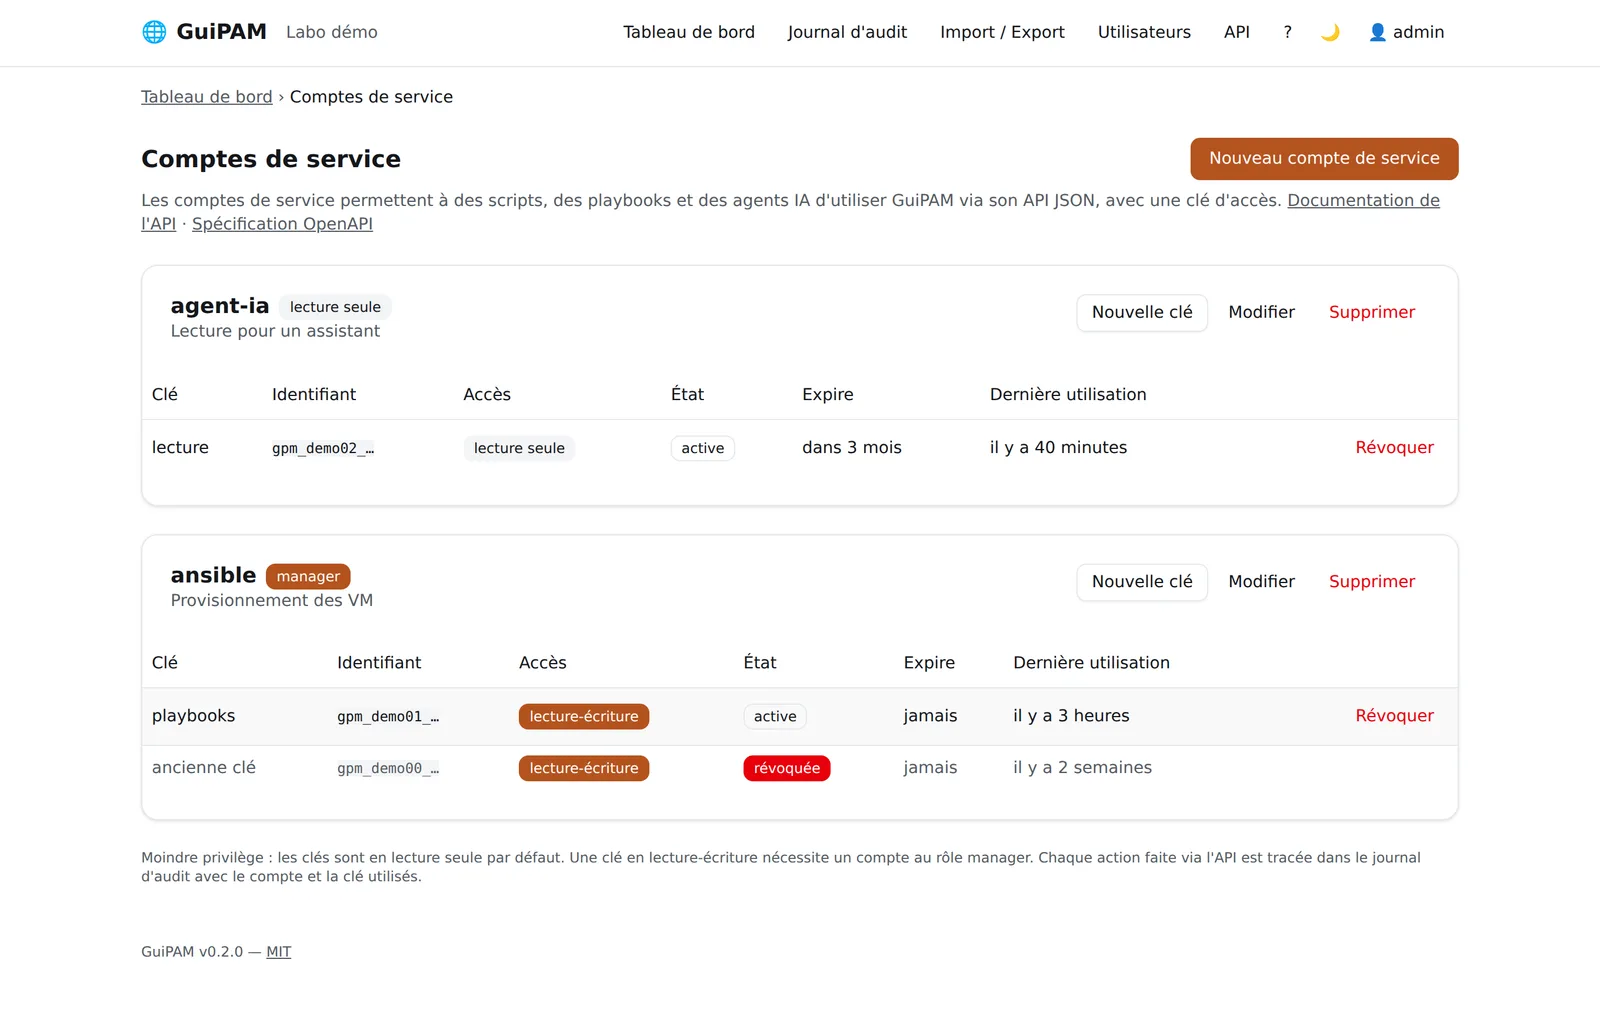 GuiPAM Labo démo Tableau de bord Journal d'audit Import / Export Utilisateurs API ? admin
Tableau de bord › Comptes de service
Comptes de service Nouveau compte de service
Les comptes de service permettent à des scripts, des playbooks et des agents IA d'utiliser GuiPAM via son API JSON, avec une clé d'accès. Documentation de
l'API · Spécification OpenAPI
agent-ia lecture seule Nouvelle clé Modifier Supprimer
Lecture pour un assistant
Clé Identifiant Accès État Expire Dernière utilisation
lecture gpm_demo02_… lecture seule active dans 3 mois il y a 40 minutes Révoquer
ansible manager Nouvelle clé Modifier Supprimer
Provisionnement des VM
Clé Identifiant Accès État Expire Dernière utilisation
playbooks gpm_demo01_… lecture-écriture active jamais il y a 3 heures Révoquer
ancienne clé gpm_demo00_… lecture-écriture révoquée jamais il y a 2 semaines
Moindre privilège : les clés sont en lecture seule par défaut. Une clé en lecture-écriture nécessite un compte au rôle manager. Chaque action faite via l'API est tracée dans le journal
d'audit avec le compte et la clé utilisés.
GuiPAM v0.2.0 — MIT